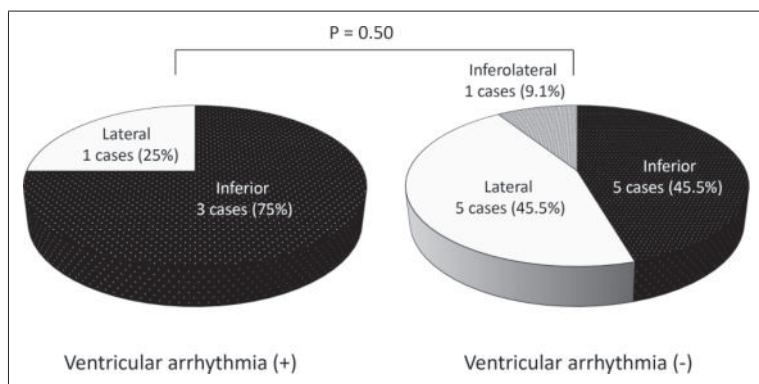 P = 0.50
Lateral
1 cases (25%)
Inferior
3 cases (75%)
Ventricular arrhythmia (+)
Inferolateral
1 cases (9.1%)
Inferior
5 cases (45.5%)
Lateral
5 cases (45.5%)
Ventricular arrhythmia (-)